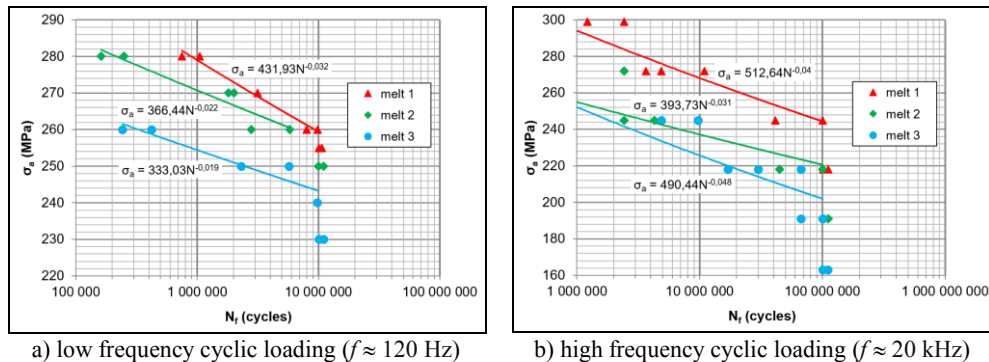 290
280
270
260
250
240
230
220
σa (MPa)
100 000
1 000 000
10 000 000
100 000 000
Nf (cycles)
σa = 431,93N^-0,032
σa = 366,44N^-0,022
σa = 333,03N^-0,019
melt 1
melt 2
melt 3
a) low frequency cyclic loading (f ≈ 120 Hz)
300
280
260
240
220
200
180
160
σa (MPa)
1 000 000
10 000 000
100 000 000
1 000 000 000
Nf (cycles)
σa = 512,64N^-0,04
σa = 393,73N^-0,031
σa = 490,44N^-0,048
melt 1
melt 2
melt 3
b) high frequency cyclic loading (f ≈ 20 kHz)